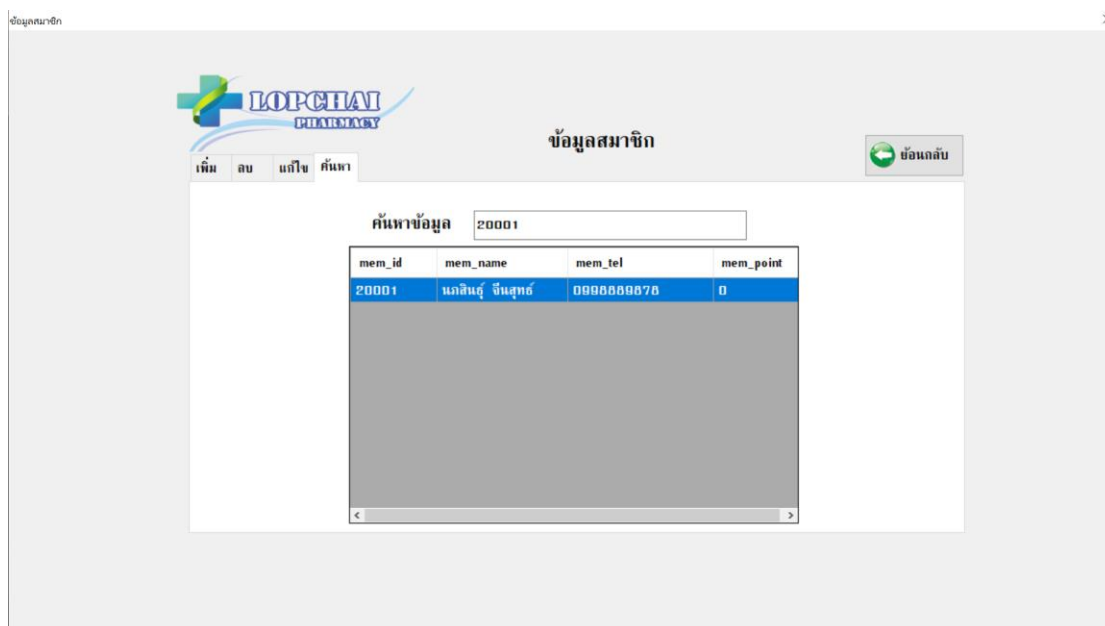 ข้อมูลสมาชิก
LOPCHAI
PHARMACY
ข้อมูลสมาชิก
ย้อนกลับ
เพิ่ม ลบ แก้ไข ค้นหา
ค้นหาข้อมูล 20001
mem_id mem_name mem_tel mem_point
20001 นภสินธุ์ จีนสุทธ์ 0998889878 0